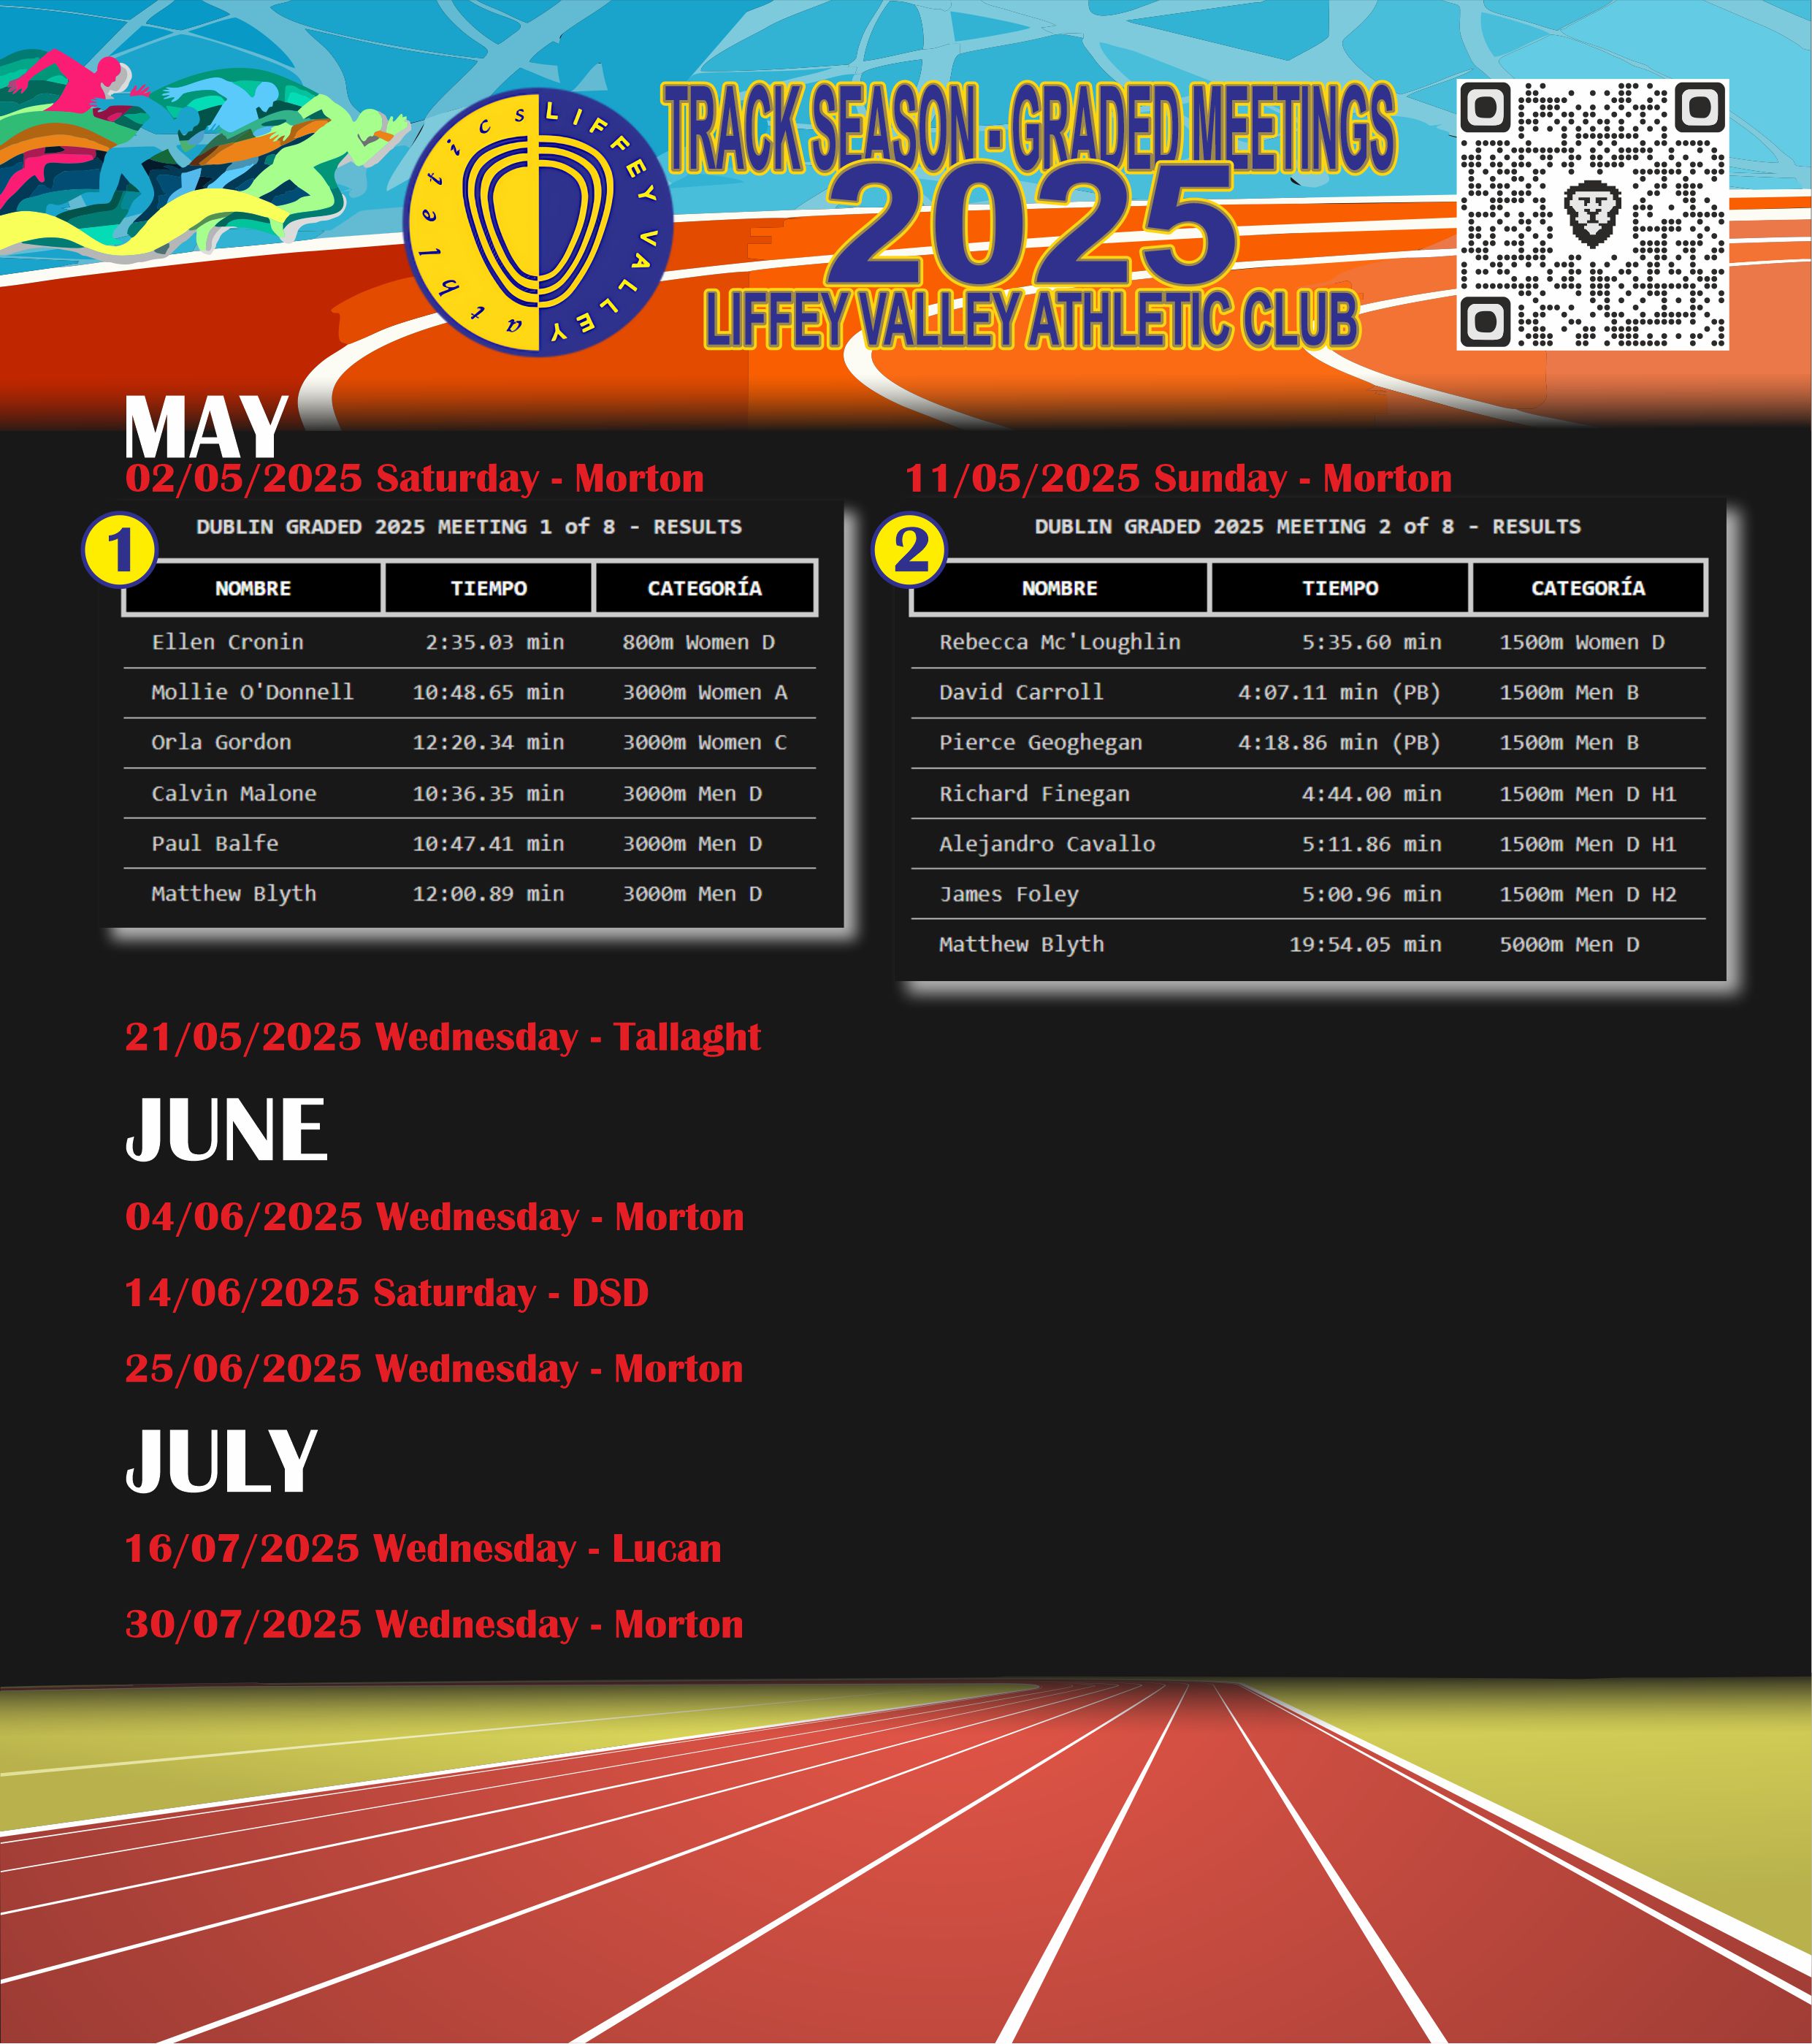 athletics LIFFEY VALLEY
TRACK SEASON - GRADED MEETINGS
2025
LIFFEY VALLEY ATHLETIC CLUB
MAY
02/05/2025 Saturday - Morton
1
DUBLIN GRADED 2025 MEETING 1 of 8 - RESULTS
NOMBRE TIEMPO CATEGORÍA
Ellen Cronin 2:35.03 min 800m Women D
Mollie O'Donnell 10:48.65 min 3000m Women A
Orla Gordon 12:20.34 min 3000m Women C
Calvin Malone 10:36.35 min 3000m Men D
Paul Balfe 10:47.41 min 3000m Men D
Matthew Blyth 12:00.89 min 3000m Men D
11/05/2025 Sunday - Morton
2
DUBLIN GRADED 2025 MEETING 2 of 8 - RESULTS
NOMBRE TIEMPO CATEGORÍA
Rebecca Mc'Loughlin 5:35.60 min 1500m Women D
David Carroll 4:07.11 min (PB) 1500m Men B
Pierce Geoghegan 4:18.86 min (PB) 1500m Men B
Richard Finegan 4:44.00 min 1500m Men D H1
Alejandro Cavallo 5:11.86 min 1500m Men D H1
James Foley 5:00.96 min 1500m Men D H2
Matthew Blyth 19:54.05 min 5000m Men D
21/05/2025 Wednesday - Tallaght
JUNE
04/06/2025 Wednesday - Morton
14/06/2025 Saturday - DSD
25/06/2025 Wednesday - Morton
JULY
16/07/2025 Wednesday - Lucan
30/07/2025 Wednesday - Morton